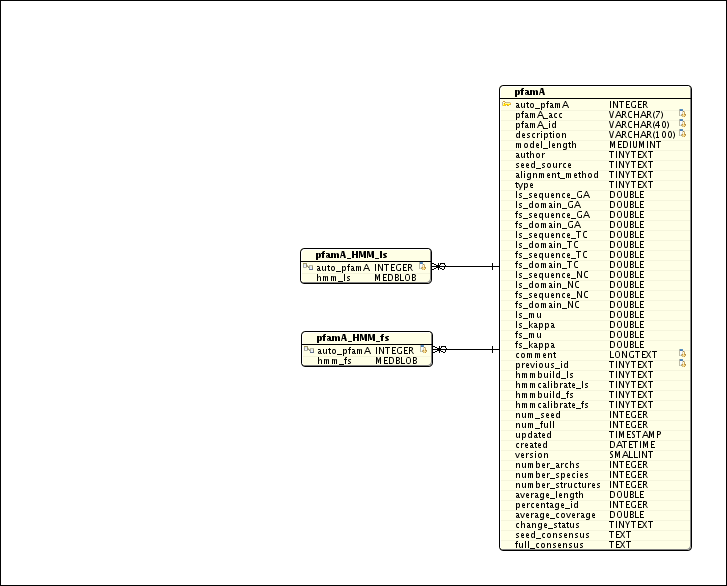 pfamA
auto_pfamA INTEGER
pfamA_acc VARCHAR(7)
pfamA_id VARCHAR(40)
description VARCHAR(100)
model_length MEDIUMINT
author TINYTEXT
seed_source TINYTEXT
alignment_method TINYTEXT
type TINYTEXT
ls_sequence_GA DOUBLE
ls_domain_GA DOUBLE
fs_sequence_GA DOUBLE
fs_domain_GA DOUBLE
ls_sequence_TC DOUBLE
ls_domain_TC DOUBLE
fs_sequence_TC DOUBLE
fs_domain_TC DOUBLE
ls_sequence_NC DOUBLE
ls_domain_NC DOUBLE
fs_sequence_NC DOUBLE
fs_domain_NC DOUBLE
ls_mu DOUBLE
ls_kappa DOUBLE
fs_mu DOUBLE
fs_kappa DOUBLE
comment LONGTEXT
previous_id TINYTEXT
hmmbuild_ls TINYTEXT
hmmcalibrate_ls TINYTEXT
hmmbuild_fs TINYTEXT
hmmcalibrate_fs TINYTEXT
num_seed INTEGER
num_full INTEGER
updated TIMESTAMP
created DATETIME
version SMALLINT
number_archs INTEGER
number_species INTEGER
number_structures INTEGER
average_length DOUBLE
percentage_id INTEGER
average_coverage DOUBLE
change_status TINYTEXT
seed_consensus TEXT
full_consensus TEXT
pfamA_HMM_ls
auto_pfamA INTEGER
hmm_ls MEDBLOB
pfamA_HMM_fs
auto_pfamA INTEGER
hmm_fs MEDBLOB